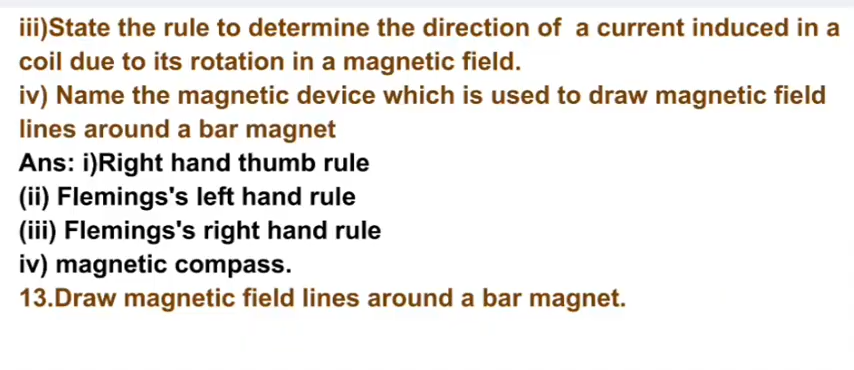 iii)State the rule to determine the direction of  a current induced in a
coil due to its rotation in a magnetic field.
iv) Name the magnetic device which is used to draw magnetic field
lines around a bar magnet
Ans: i)Right hand thumb rule
(ii) Flemings's left hand rule
(iii) Flemings's right hand rule
iv) magnetic compass.
13.Draw magnetic field lines around a bar magnet.